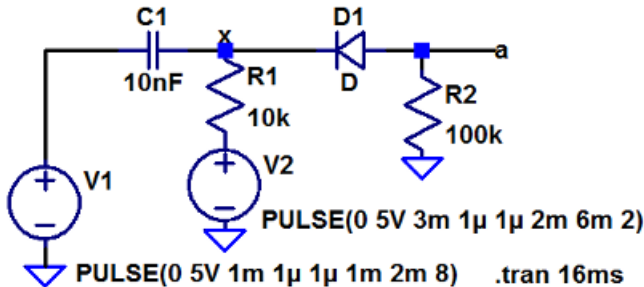 C1
x
D1
a
10nF
R1
D
R2
10k
100k
V1
V2
PULSE(0 5V 3m 1µ 1µ 2m 6m 2)
PULSE(0 5V 1m 1µ 1µ 1m 2m 8) .tran 16ms